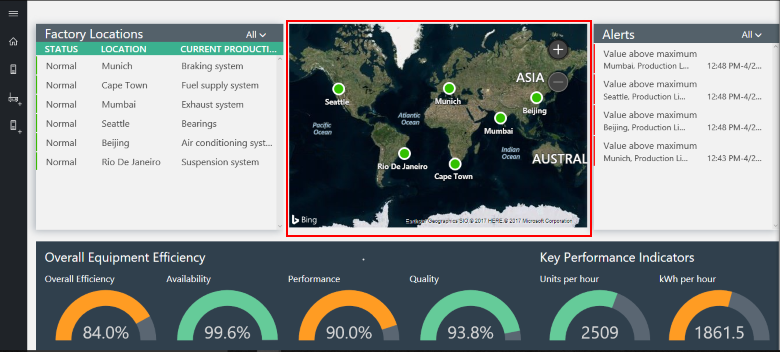 Factory Locations All
STATUS LOCATION CURRENT PRODUCTI...
Normal Munich Braking system
Normal Cape Town Fuel supply system
Normal Mumbai Exhaust system
Normal Seattle Bearings
Normal Beijing Air conditioning syst...
Normal Rio De Janeiro Suspension system
ASIA
Seattle
Munich
Beijing
Atlantic
Ocean
Pacific
Ocean
Mumbai
Indian
Ocean
AUSTRAL
Rio De Janeiro
Cape Town
Bing
© 2017 HERE, © 2017 Microsoft Corporation
Alerts All
Value above maximum
Mumbai, Production L... 12:48 PM-4/2...
Value above maximum
Seattle, Production Li... 12:48 PM-4/2...
Value above maximum
Beijing, Production Li... 12:48 PM-4/2...
Value above maximum
Munich, Production Li... 12:43 PM-4/2...
Overall Equipment Efficiency
Overall Efficiency Availability Performance Quality
84.0% 99.6% 90.0% 93.8%
Key Performance Indicators
Units per hour kWh per hour
2509 1861.5